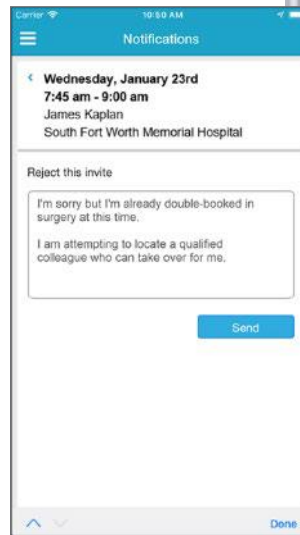 Carrier 10:50 AM
Notifications
Wednesday, January 23rd
7:45 am - 9:00 am
James Kaplan
South Fort Worth Memorial Hospital
Reject this invite
I'm sorry but I'm already double-booked in
surgery at this time.
I am attempting to locate a qualified
colleague who can take over for me.
Send
Done